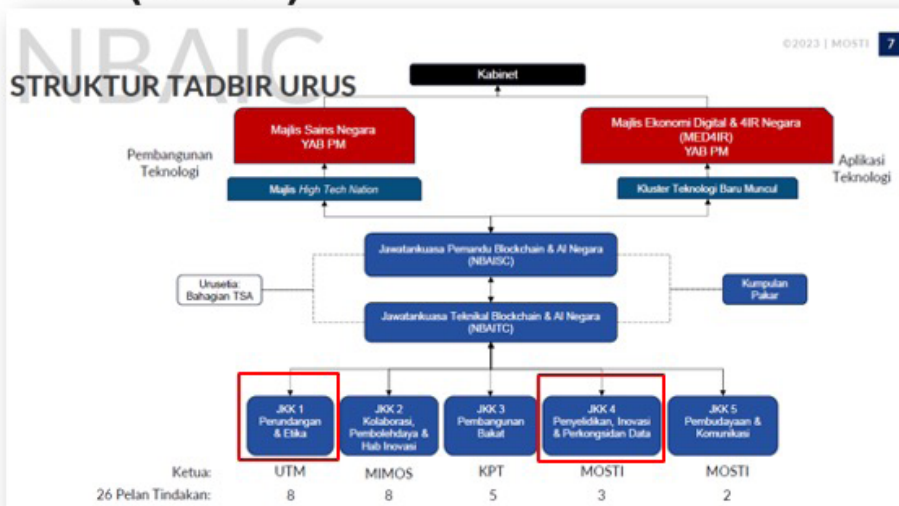 NBAIC
©2023 | MOSTI 7
STRUKTUR TADBIR URUS
Kabinet
Majlis Sains Negara
YAB PM
Majlis Ekonomi Digital & 4IR Negara
(MED4IR)
YAB PM
Pembangunan
Teknologi
Aplikasi
Teknologi
Majlis High Tech Nation
Kluster Teknologi Baru Muncul
Jawatankuasa Pemandu Blockchain & AI Negara
(NBAISC)
Urusetia:
Bahagian TSA
Kumpulan
Pakar
Jawatankuasa Teknikal Blockchain & AI Negara
(NBAITC)
JKK 1
Perundangan
& Etika
JKK 2
Kolaborasi,
Pembolehdaya &
Hab Inovasi
JKK 3
Pembangunan
Bakat
JKK 4
Penyelidikan, Inovasi
& Perkongsidan Data
JKK 5
Pembudayaan &
Komunikasi
Ketua: UTM MIMOS KPT MOSTI MOSTI
26 Pelan Tindakan: 8 8 5 3 2